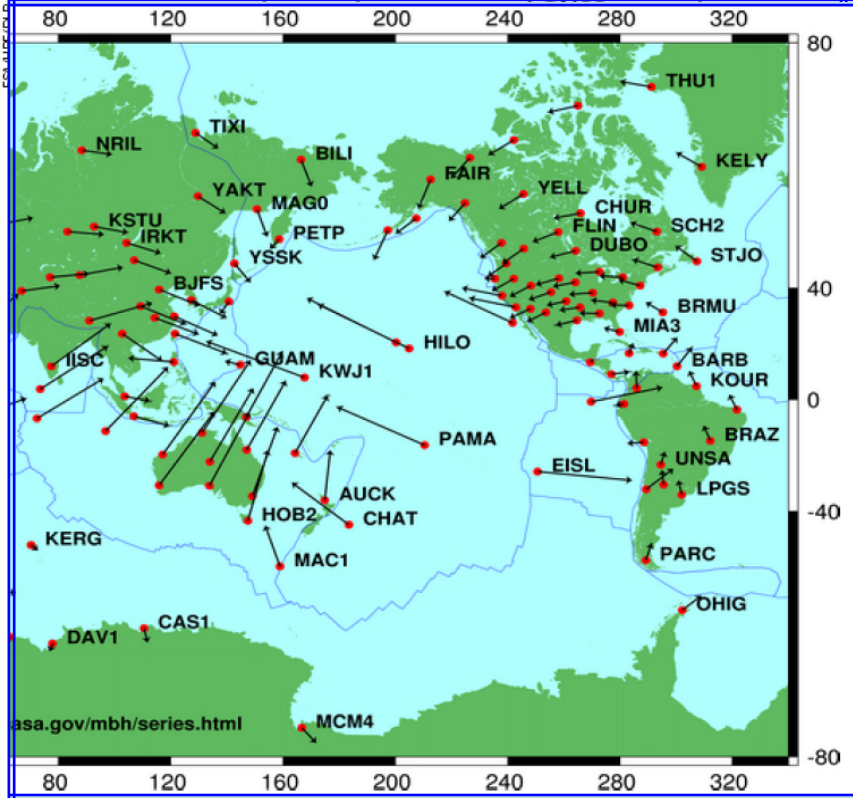 80 120 160 200 240 280 320
80
THU1
TIXI
NRIL
BILI
KELY
FAIR
YAKT
YELL
MAG0
CHUR
KSTU
FLIN
SCH2
IRKT
PETP
DUBO
YSSK
STJO
BJFS
40
BRMU
MIA3
HILO
IISC
GUAM
BARB
KWJ1
KOUR
0
PAMA
BRAZ
EISL
UNSA
AUCK
LPGS
HOB2
CHAT
-40
KERG
MAC1
PARC
OHIG
CAS1
DAV1
asa.gov/mbh/series.html
MCM4
-80
80 120 160 200 240 280 320